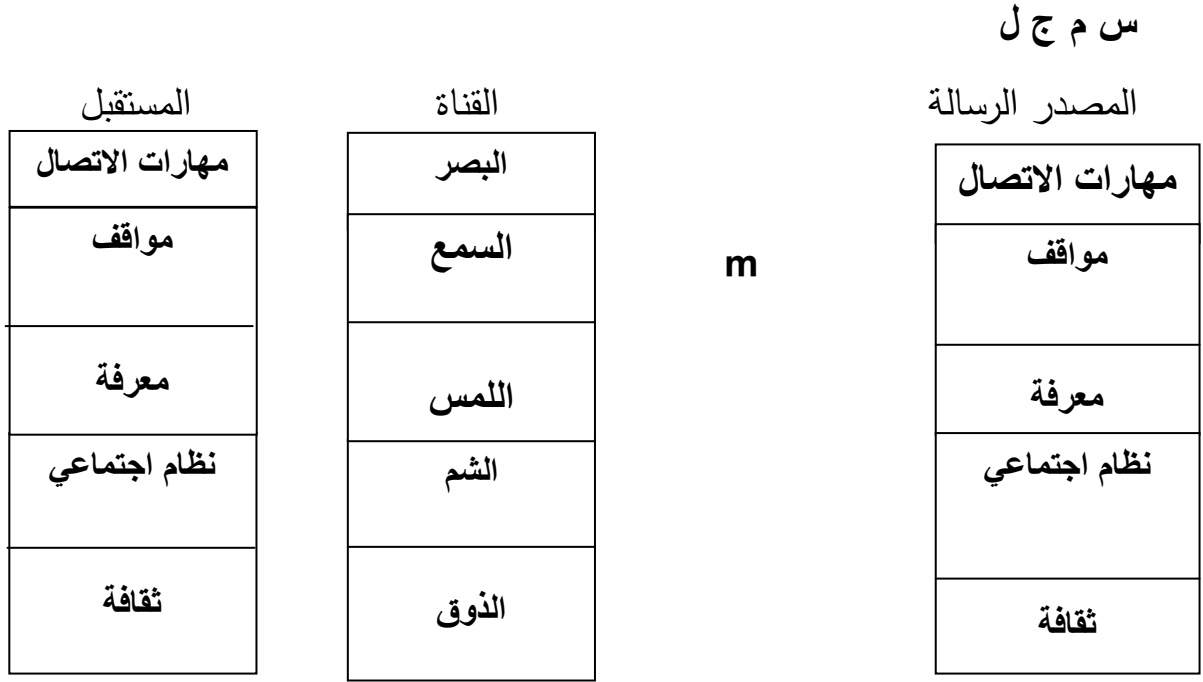 س م ج ل
المصدر الرسالة
القناة
المستقبل
مهارات الاتصال
مواقف
معرفة
نظام اجتماعي
ثقافة
m
البصر
السمع
اللمس
الشم
الذوق
مهارات الاتصال
مواقف
معرفة
نظام اجتماعي
ثقافة